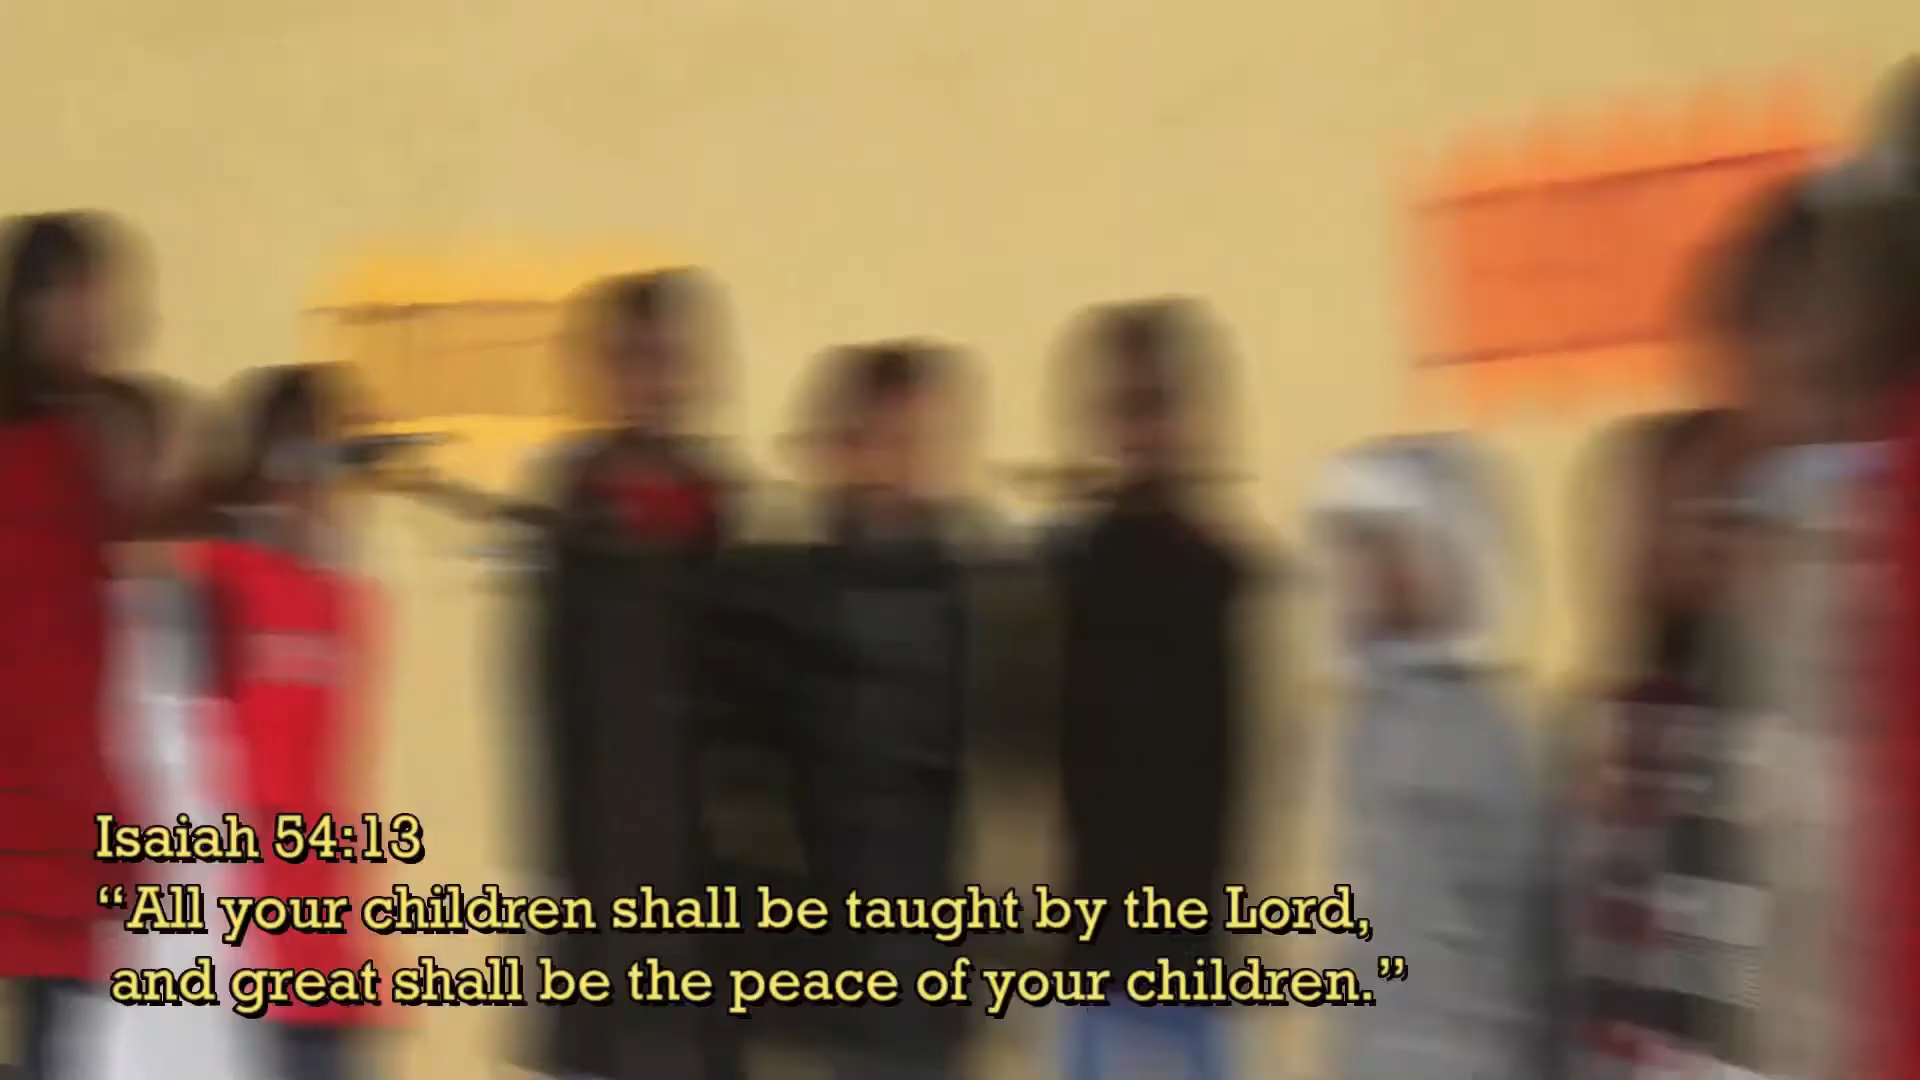 Isaiah 54:13
“All your children shall be taught by the Lord,
and great shall be the peace of your children.”